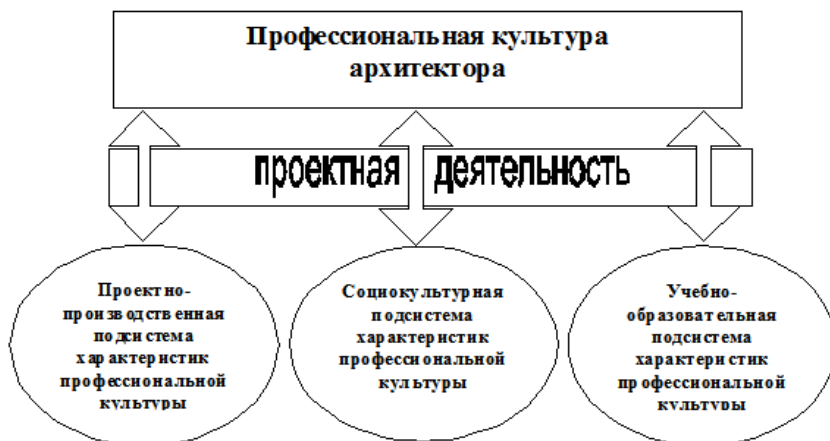 Профессиональная культура
архитектора
проектная деятельность
Проектно-
производственная
подсистема
характеристик
профессиональной
культуры
Социокультурная
подсистема
характеристик
профессиональной
культуры
Учебно-
образовательная
подсистема
характеристик
профессиональной
культуры